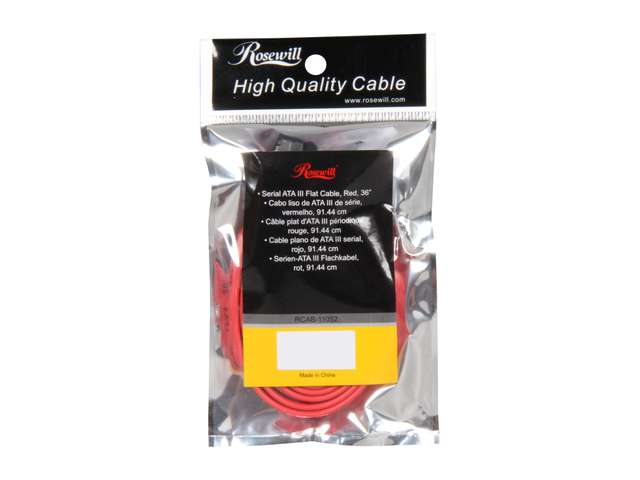 Rosewill
High Quality Cable
www.rosewill.com
Rosewill
• Serial ATA III Flat Cable, Red, 36"
• Cabo liso de ATA III de série,
vermelho, 91.44 cm
• Câble plat d'ATA III périodique,
rouge, 91.44 cm
• Cable plano de ATA III serial,
rojo, 91.44 cm
• Serien-ATA III Flachkabel,
rot, 91.44 cm
RCAB-11052
Made in China